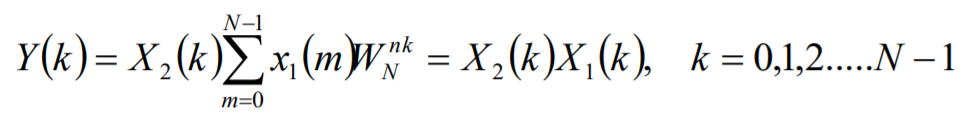 Y(k) = X₂(k) ∑_{m=0}^{N−1} x₁(m)W_N^{nk} = X₂(k)X₁(k), k = 0,1,2.....N − 1